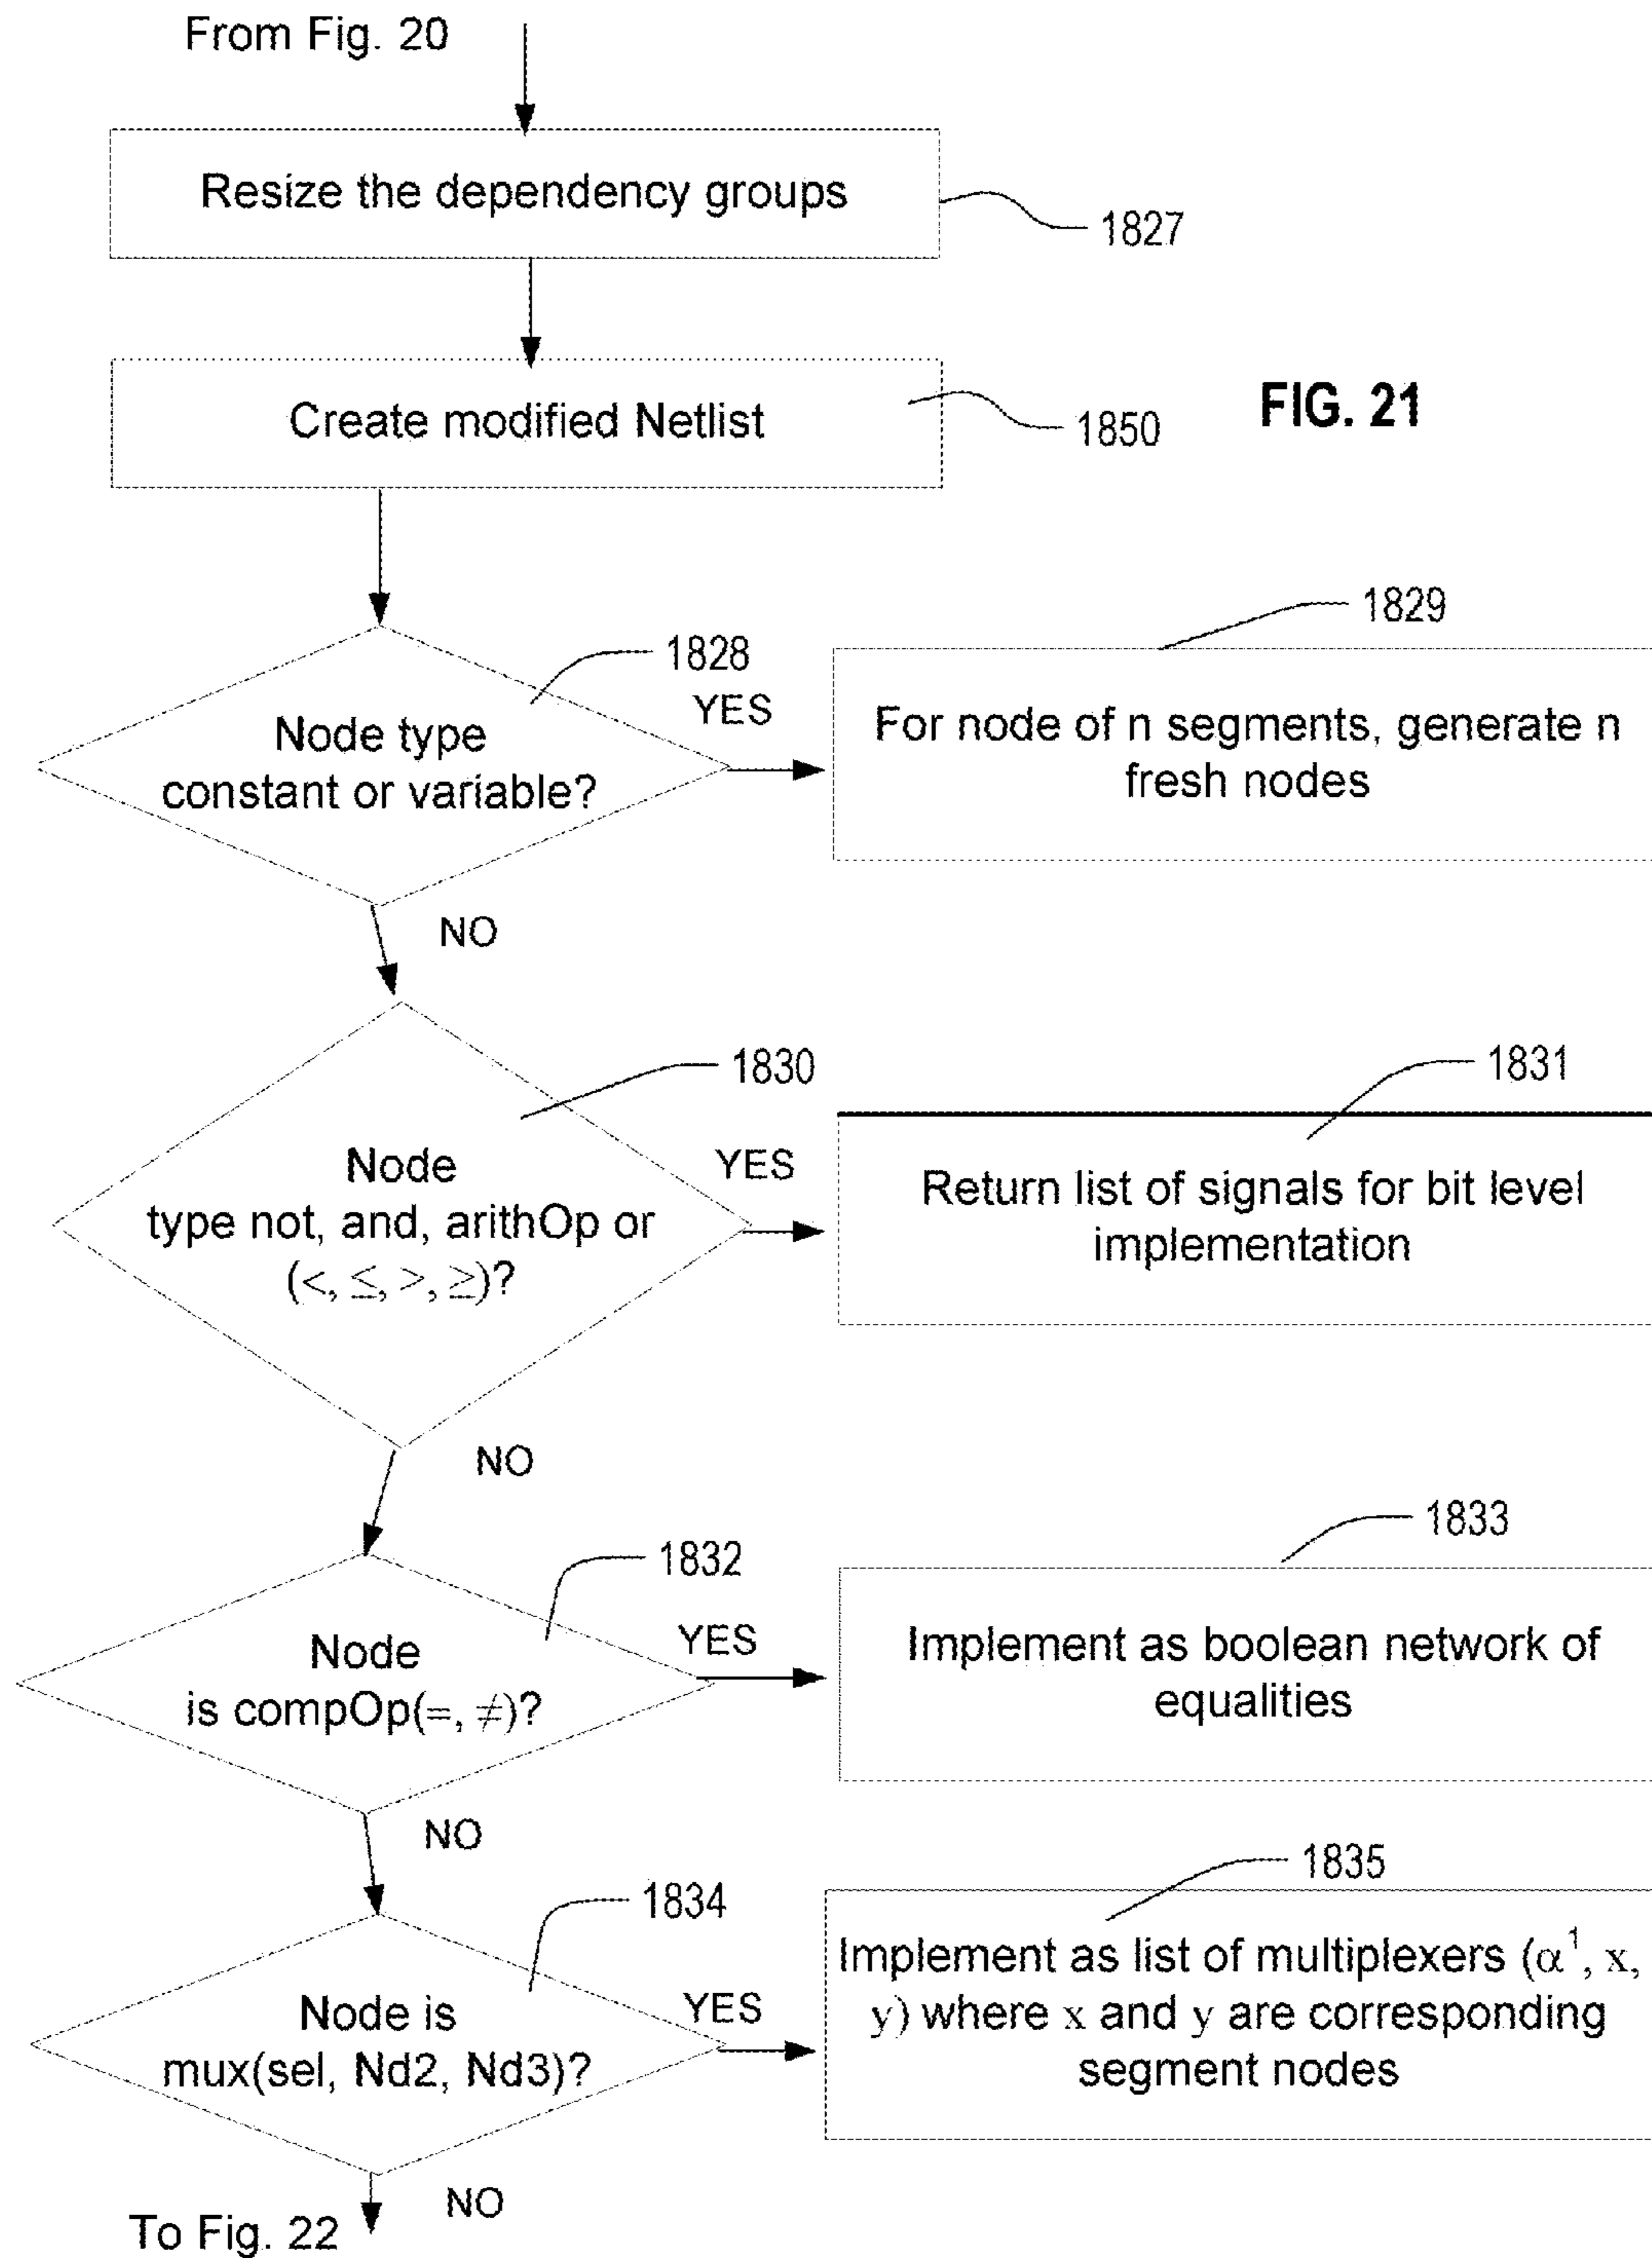 From Fig. 20
Resize the dependency groups
1827
Create modified Netlist
1850
FIG. 21
1828
1829
Node type
constant or variable?
YES
For node of n segments, generate n
fresh nodes
NO
1830
1831
Node
type not, and, arithOp or
(<, ≤, >, ≥)?
YES
Return list of signals for bit level
implementation
NO
1832
1833
Node
is compOp(=, ≠)?
YES
Implement as boolean network of
equalities
NO
1834
1835
Node is
mux(sel, Nd2, Nd3)?
YES
Implement as list of multiplexers (α¹, x,
y) where x and y are corresponding
segment nodes
NO
To Fig. 22